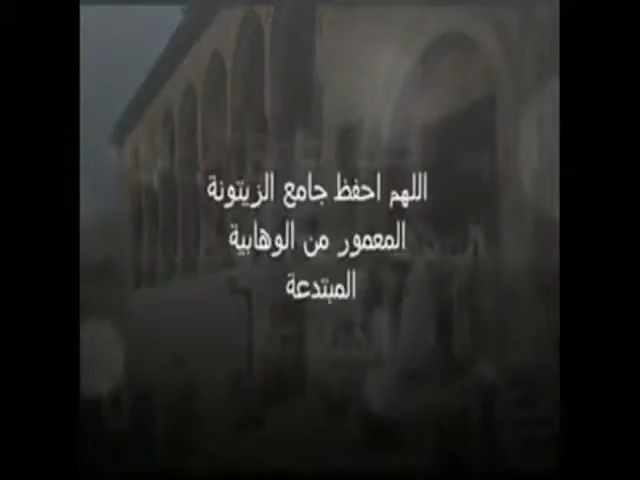 اللهم احفظ جامع الزيتونة
المعمور من الوهابية
المبتدعة